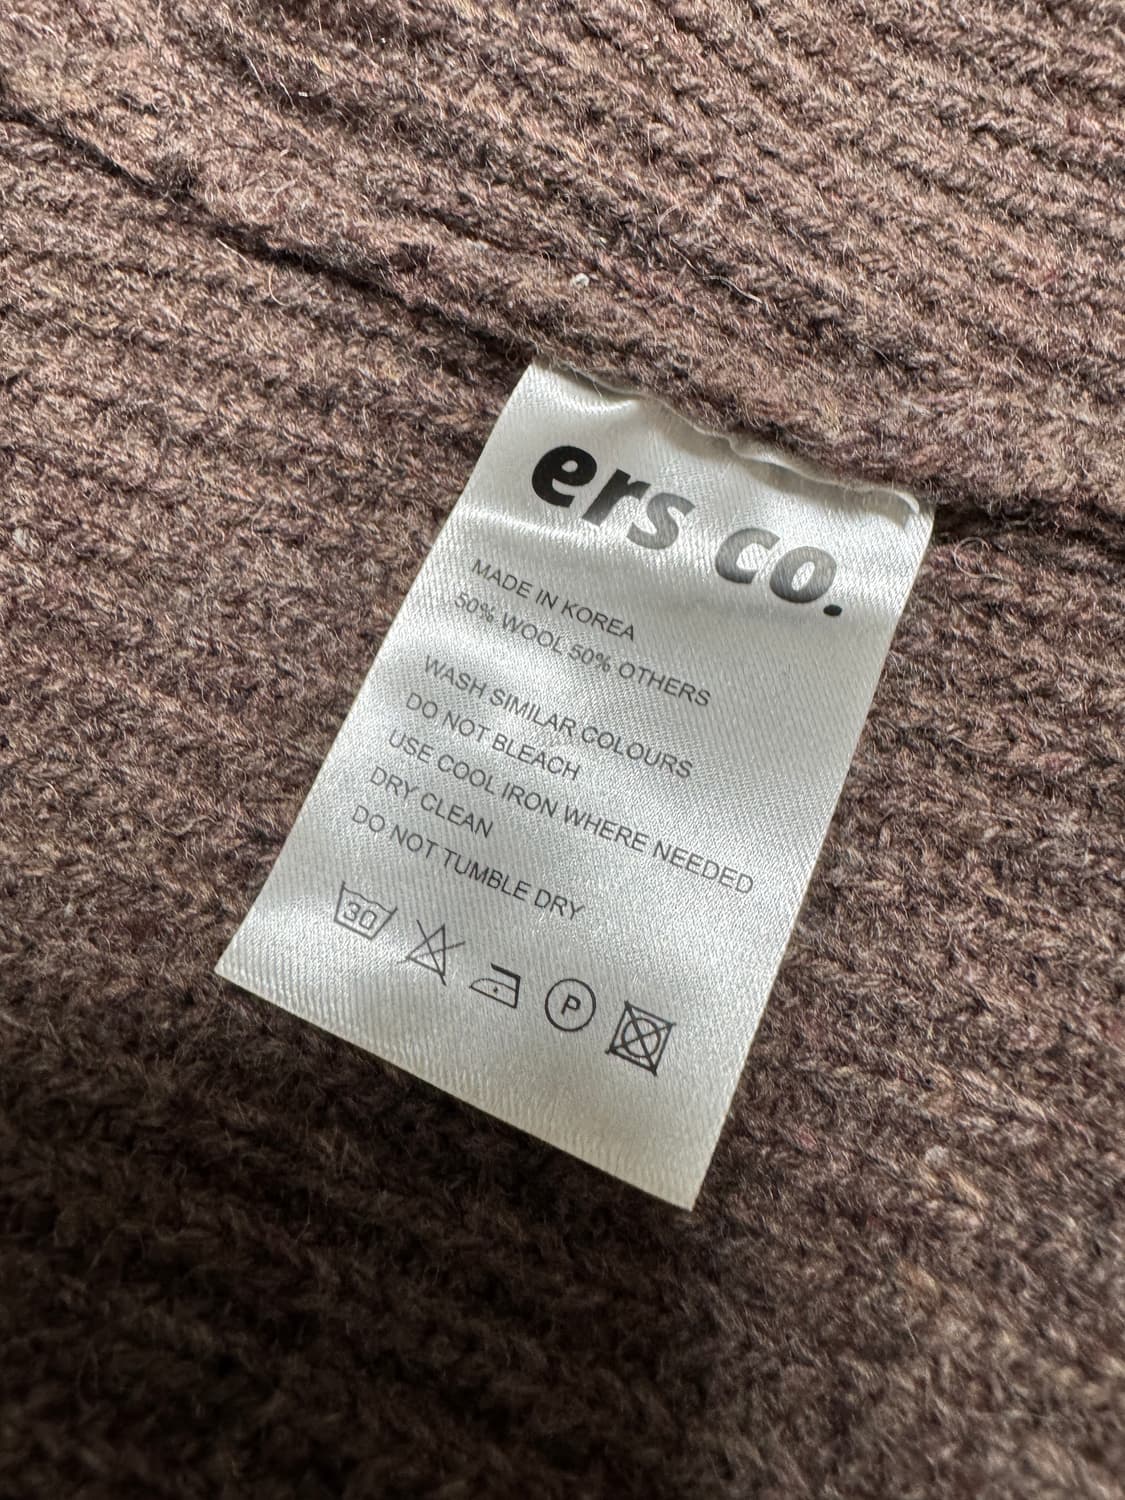 ers co.
MADE IN KOREA
50% WOOL 50% OTHERS
WASH SIMILAR COLOURS
DO NOT BLEACH
USE COOL IRON WHERE NEEDED
DRY CLEAN
DO NOT TUMBLE DRY
30 P